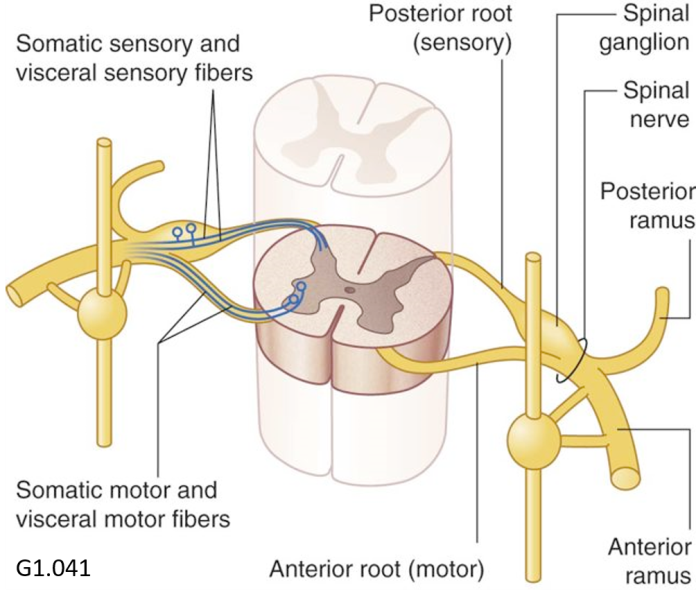 Somatic sensory and
visceral sensory fibers
Posterior root
(sensory)
Spinal
ganglion
Spinal
nerve
Posterior
ramus
Somatic motor and
visceral motor fibers
G1.041
Anterior root (motor)
Anterior
ramus